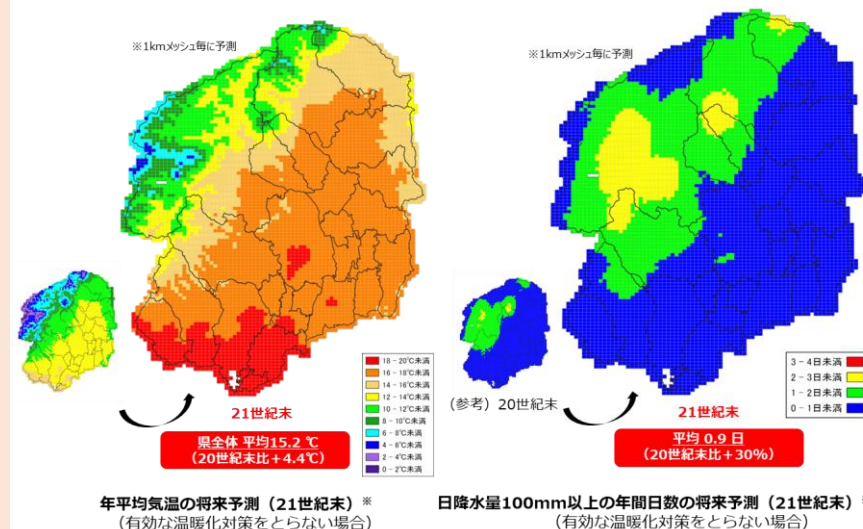 ※1kmメッシュ毎に予測
18－20℃未満
16－18℃未満
14－16℃未満
12－14℃未満
10－12℃未満
8－10℃未満
6－8℃未満
4－6℃未満
2－4℃未満
0－2℃未満
21世紀末
県全体 平均15.2 ℃
（20世紀末比＋4.4℃）
年平均気温の将来予測（21世紀末）※
（有効な温暖化対策をとらない場合）
※1kmメッシュ毎に予測
3－4日未満
2－3日未満
1－2日未満
0－1日未満
（参考）20世紀末
21世紀末
平均 0.9 日
（20世紀末比＋30%）
日降水量100mm以上の年間日数の将来予測（21世紀末）
（有効な温暖化対策をとらない場合）